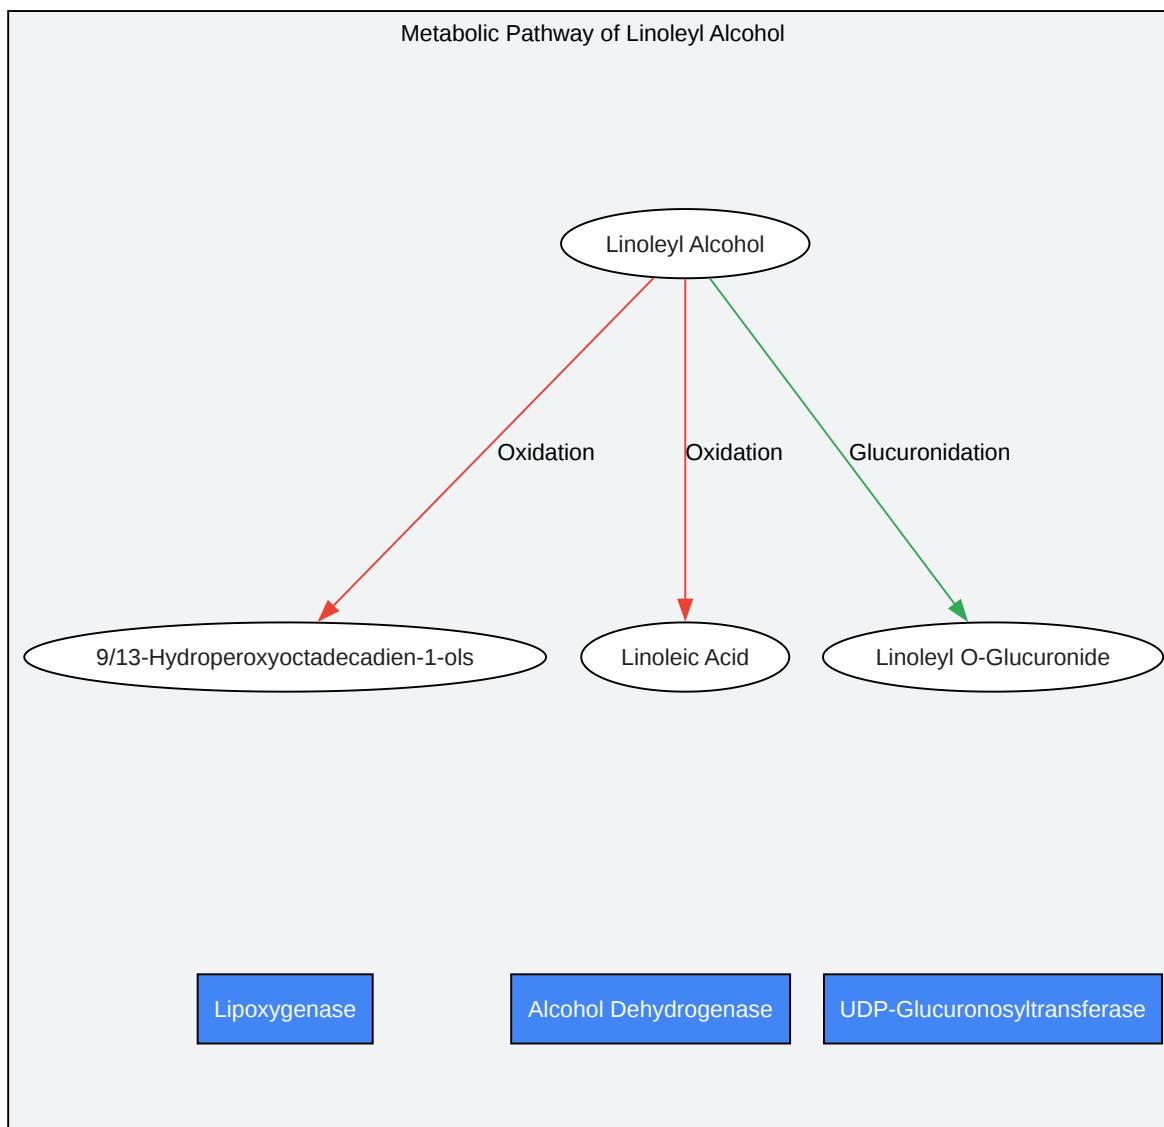 Metabolic Pathway of Linoleyl Alcohol
Linoleyl Alcohol
Oxidation
Oxidation
Glucuronidation
9/13-Hydroperoxyoctadecadien-1-ols
Linoleic Acid
Linoleyl O-Glucuronide
Lipoxygenase
Alcohol Dehydrogenase
UDP-Glucuronosyltransferase